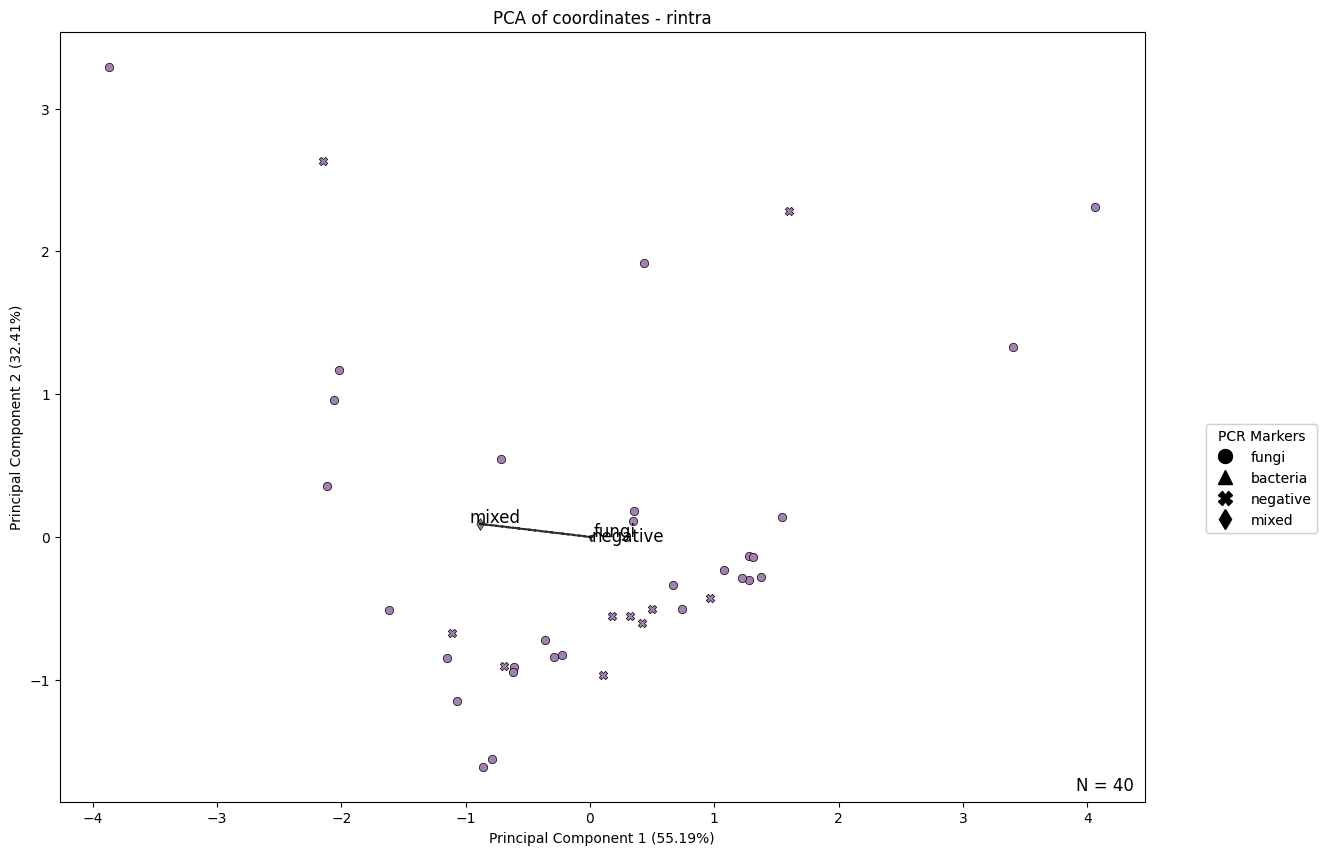 PCA of coordinates - rintra
Principal Component 2 (32.41%)
3
2
1
0
−1
mixed
fungi
negative
N = 40
−4
−3
−2
−1
0
1
2
3
4
Principal Component 1 (55.19%)
PCR Markers
fungi
bacteria
negative
mixed